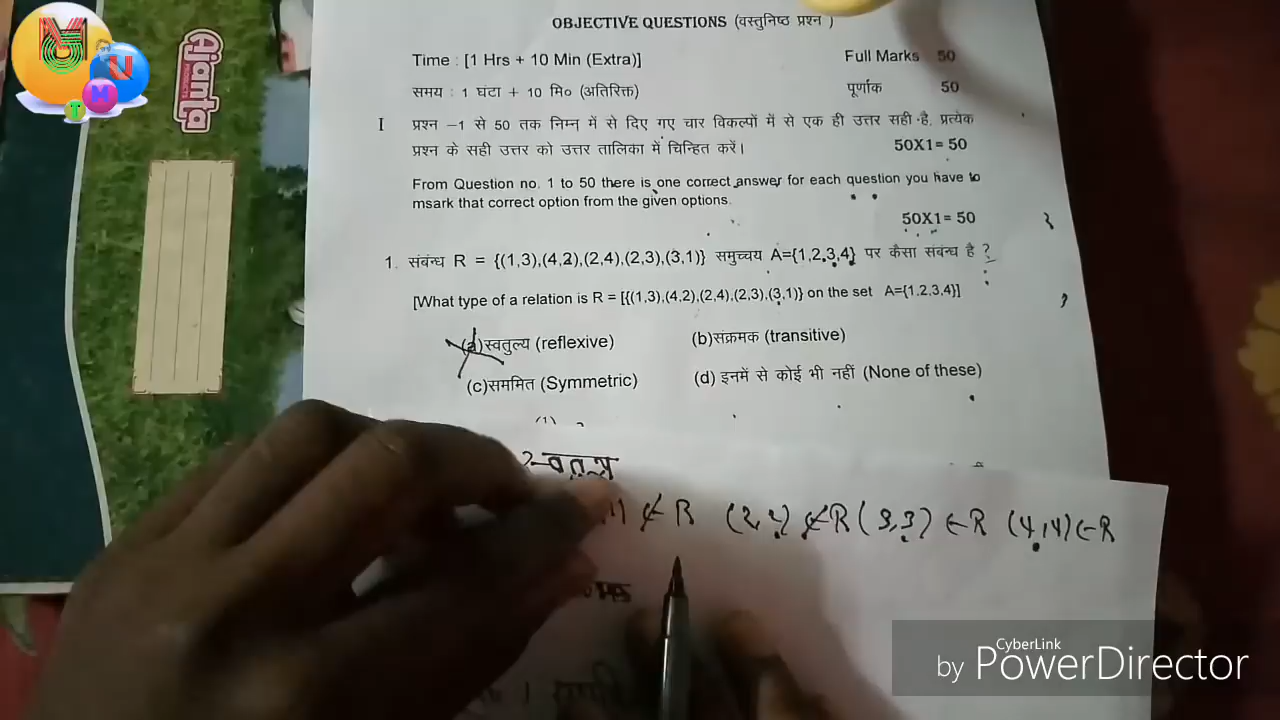 Ajanta
OBJECTIVE QUESTIONS (वस्तुनिष्ठ प्रश्न )
Time : [1 Hrs + 10 Min (Extra)] Full Marks 50
समय : 1 घंटा + 10 मि० (अतिरिक्त) पूर्णांक 50
I प्रश्न –1 से 50 तक निम्न में से दिए गए चार विकल्पों में से एक ही उत्तर सही है, प्रत्येक
प्रश्न के सही उत्तर को उत्तर तालिका में चिन्हित करें। 50X1= 50
From Question no. 1 to 50 there is one correct answer for each question you have to
msark that correct option from the given options.
50X1= 50
1. संबंन्ध R = {(1,3),(4,2),(2,4),(2,3),(3,1)} समुच्चय A={1,2,3,4} पर कैसा संबंन्ध है ?
[What type of a relation is R = [{(1,3),(4,2),(2,4),(2,3),(3,1)} on the set A={1.2,3,4}]
(a)स्वतुल्य (reflexive) (b)संक्रमक (transitive)
(c)सममित (Symmetric) (d) इनमें से कोई भी नहीं (None of these)
(1)
स्वतुल्य
∉ R (2,2) ∉ R (3,3) ∈ R (4,4) ∈ R
CyberLink
by PowerDirector